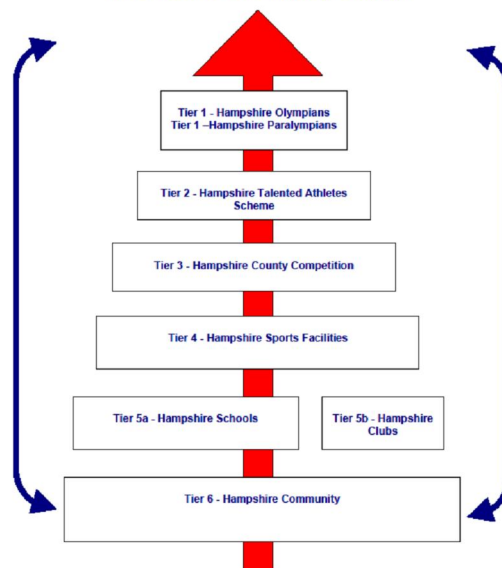 Tier 1 - Hampshire Olympians
Tier 1 –Hampshire Paralympians
Tier 2 - Hampshire Talented Athletes
Scheme
Tier 3 - Hampshire County Competition
Tier 4 - Hampshire Sports Facilities
Tier 5a - Hampshire Schools
Tier 5b - Hampshire
Clubs
Tier 6 - Hampshire Community